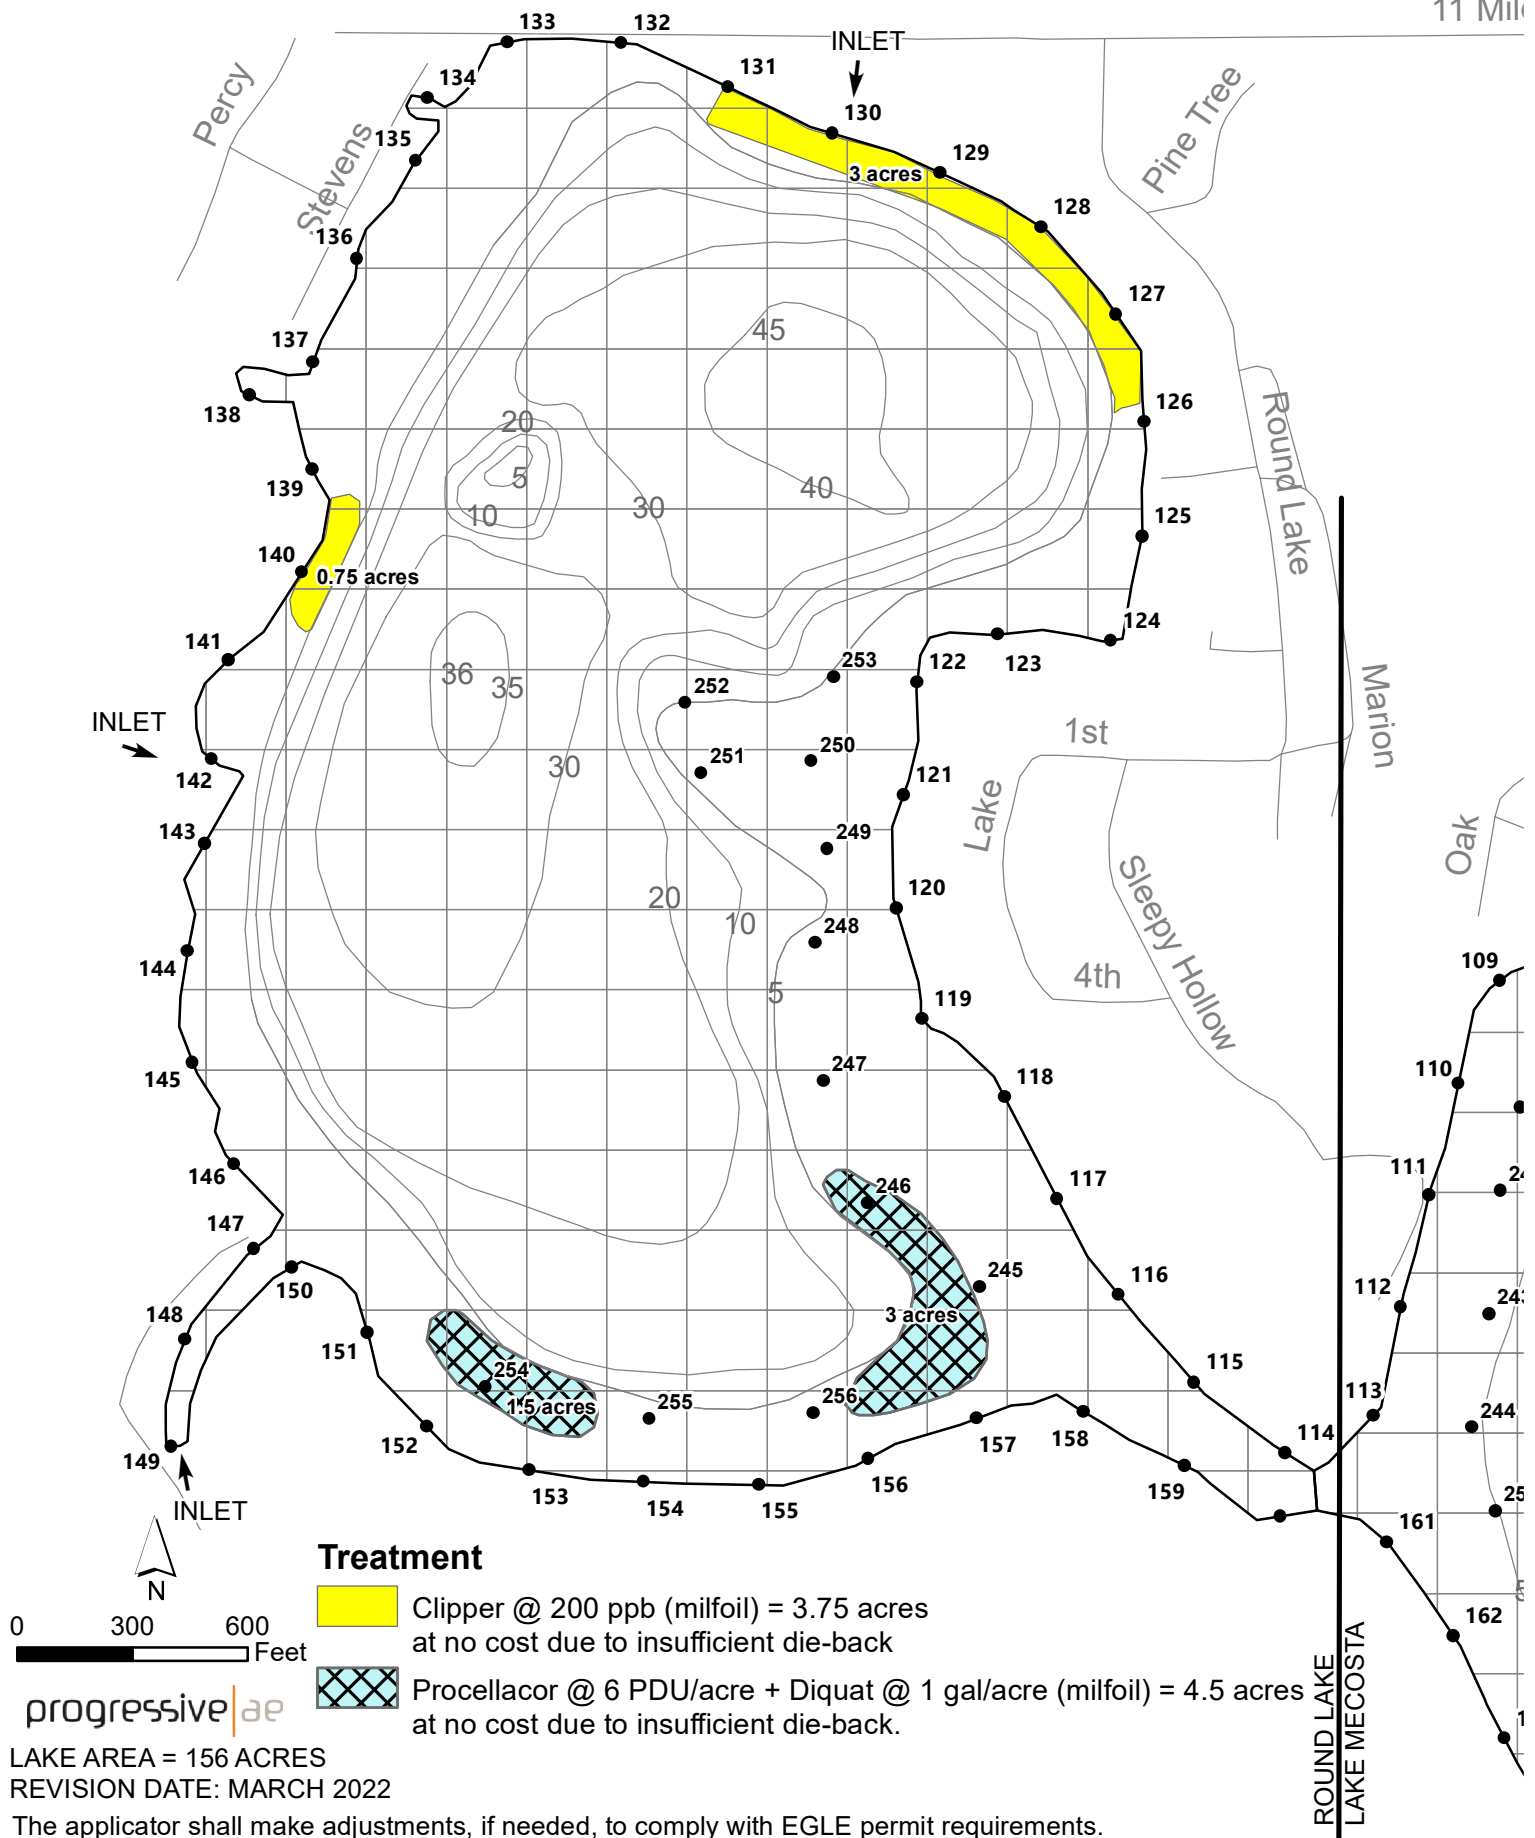 11 Mile
133
132
INLET
131
134
Percy
130
Pine Tree
135
Stevens
129
3 acres
128
136
127
45
137
138
126
20
Round Lake
139
5
40
10
30
125
140
0.75 acres
141
124
123
122
253
252
36
35
Marion
INLET
1st
250
251
30
142
121
Lake
143
249
Oak
Sleepy Hollow
120
20
10
248
144
109
4th
5
119
247
110
145
118
111
146
246
117
147
245
116
112
243
150
148
3 acres
151
254
115
1.5 acres
255
256
113
244
157
158
114
152
149
156
159
153
154
155
INLET
161
162
5
N
Treatment
Clipper @ 200 ppb (milfoil) = 3.75 acres
at no cost due to insufficient die-back
Procellacor @ 6 PDU/acre + Diquat @ 1 gal/acre (milfoil) = 4.5 acres
at no cost due to insufficient die-back.
0 300 600
Feet
progressive ae
LAKE AREA = 156 ACRES
REVISION DATE: MARCH 2022
The applicator shall make adjustments, if needed, to comply with EGLE permit requirements.
ROUND LAKE
LAKE MECOSTA